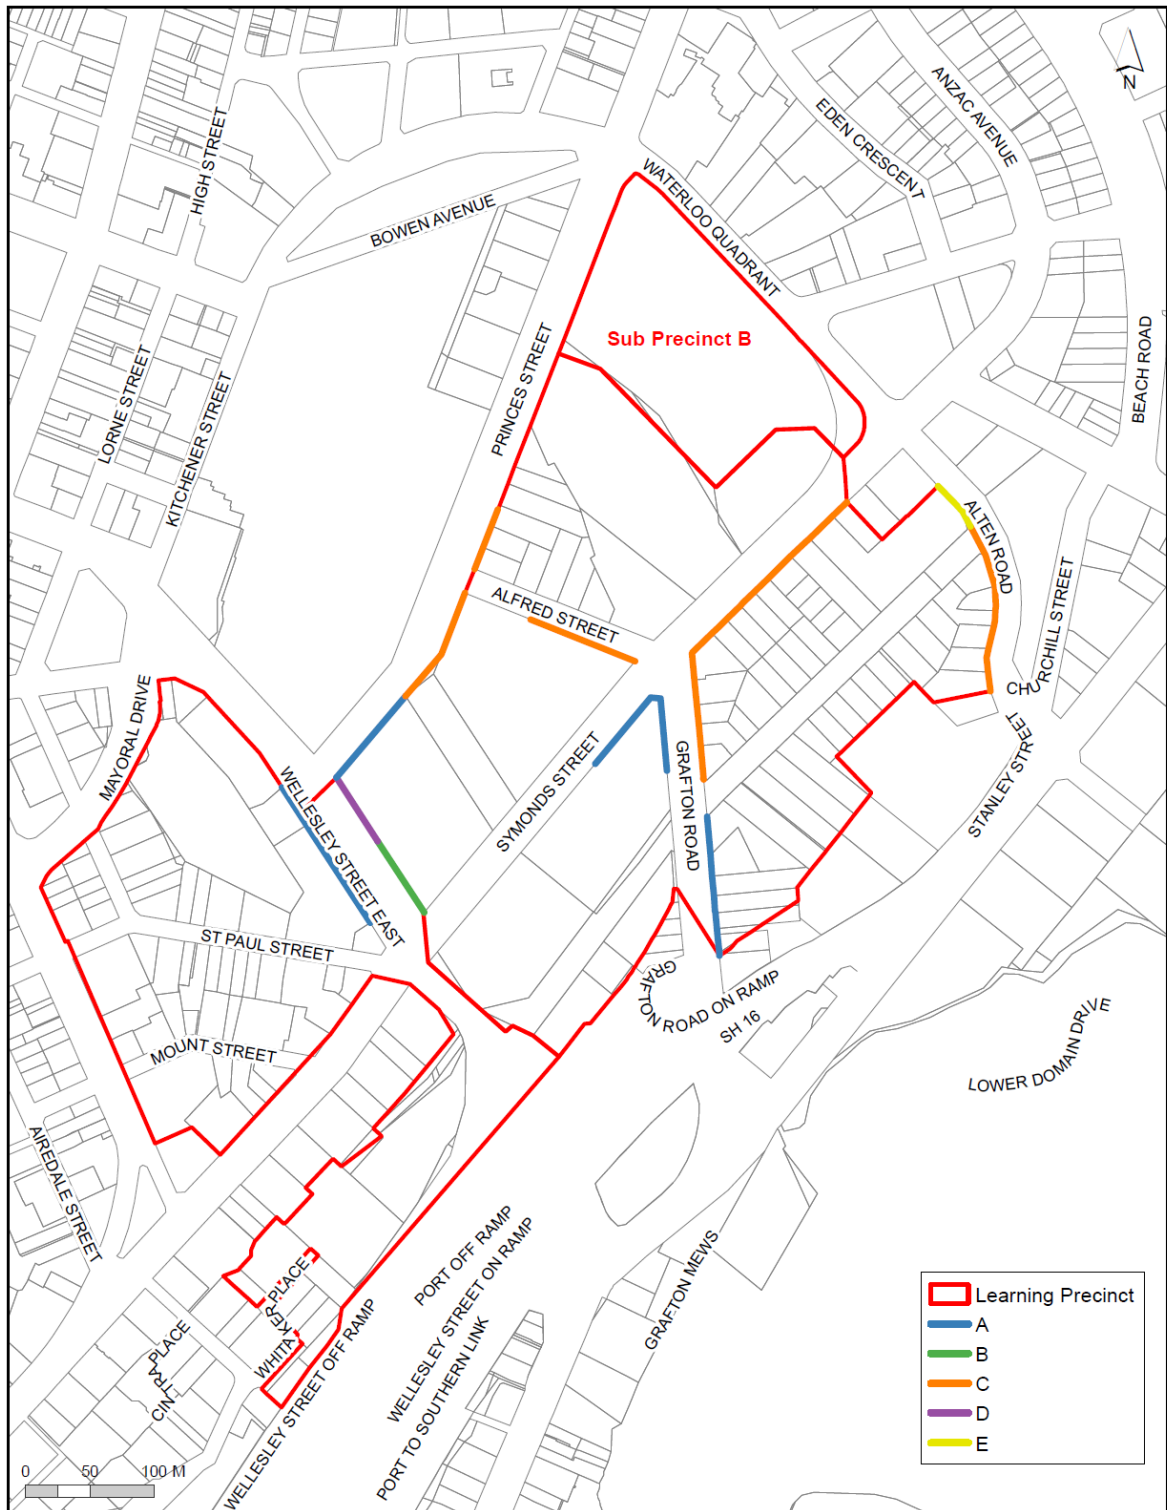 N
ANZAC AVENUE
EDEN CRESCENT
HIGH STREET
WATERLOO QUADRANT
BOWEN AVENUE
Sub Precinct B
PRINCES STREET
BEACH ROAD
LORNE STREET
KITCHENER STREET
ALTEN ROAD
ALFRED STREET
CHURCHILL STREET
MAYORAL DRIVE
WELLESLEY STREET EAST
SYMONDS STREET
GRAFTON ROAD
STANLEY STREET
ST PAUL STREET
GRAFTON ROAD ON RAMP
SH 16
MOUNT STREET
LOWER DOMAIN DRIVE
AIREDALE STREET
PORT OFF RAMP
WELLESLEY STREET ON RAMP
PORT TO SOUTHERN LINK
GRAFTON MEWS
WHITAKER PLACE
CINTRA PLACE
WELLESLEY STREET OFF RAMP
Learning Precinct
A
B
C
D
E
0 50 100 M